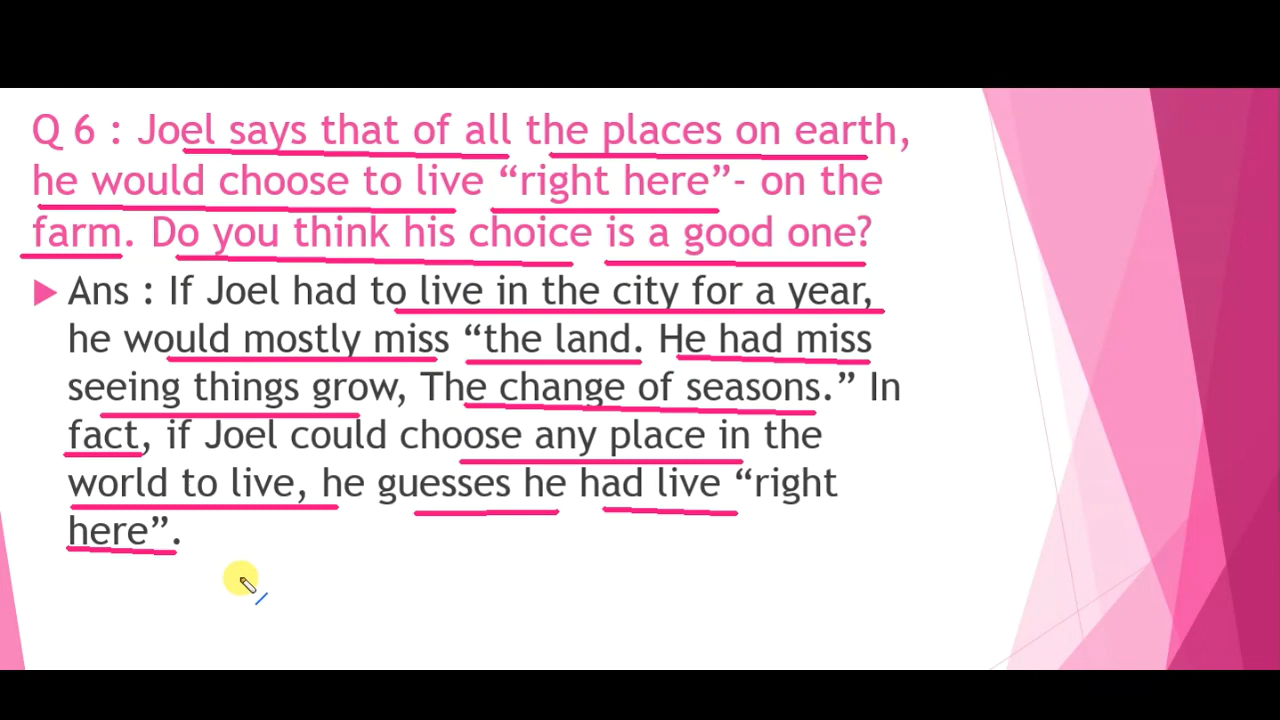 Q 6 : Joel says that of all the places on earth,
he would choose to live “right here”- on the
farm. Do you think his choice is a good one?
Ans : If Joel had to live in the city for a year,
he would mostly miss “the land. He had miss
seeing things grow, The change of seasons.” In
fact, if Joel could choose any place in the
world to live, he guesses he had live “right
here”.